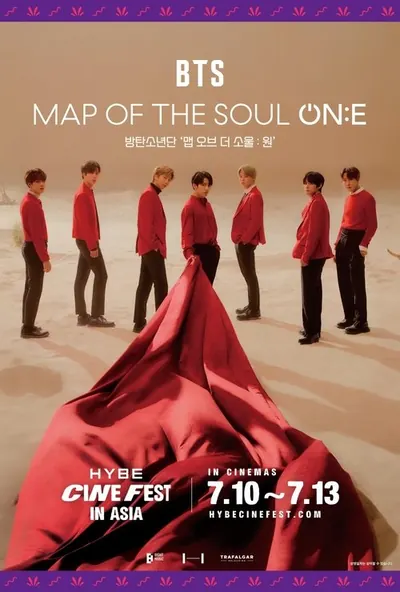 BTS
MAP OF THE SOUL ON:E
방탄소년단 '맵 오브 더 소울 : 원'
HYBE
CINE FEST
IN ASIA
IN CINEMAS
7.10~7.13
HYBECINEFEST.COM
TRAFALGAR